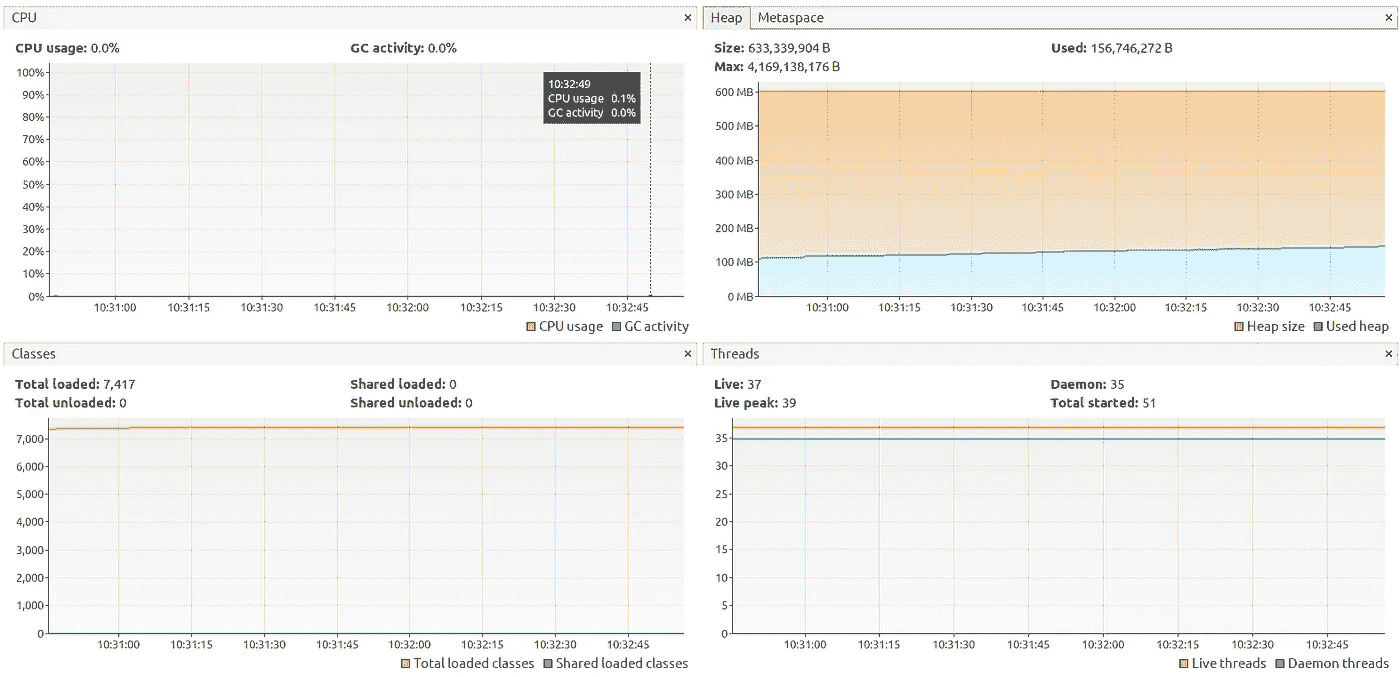 CPU ×
CPU usage: 0.0% GC activity: 0.0%
10:32:49
CPU usage 0.1%
GC activity 0.0%
100%
90%
80%
70%
60%
50%
40%
30%
20%
10%
0%
10:31:00 10:31:15 10:31:30 10:31:45 10:32:00 10:32:15 10:32:30 10:32:45
CPU usage GC activity
Heap Metaspace ×
Size: 633,339,904 B Used: 156,746,272 B
Max: 4,169,138,176 B
600 MB
500 MB
400 MB
300 MB
200 MB
100 MB
0 MB
10:31:00 10:31:15 10:31:30 10:31:45 10:32:00 10:32:15 10:32:30 10:32:45
Heap size Used heap
Classes ×
Total loaded: 7,417 Shared loaded: 0
Total unloaded: 0 Shared unloaded: 0
7,000
6,000
5,000
4,000
3,000
2,000
1,000
0
10:31:00 10:31:15 10:31:30 10:31:45 10:32:00 10:32:15 10:32:30 10:32:45
Total loaded classes Shared loaded classes
Threads ×
Live: 37 Daemon: 35
Live peak: 39 Total started: 51
35
30
25
20
15
10
5
0
10:31:00 10:31:15 10:31:30 10:31:45 10:32:00 10:32:15 10:32:30 10:32:45
Live threads Daemon threads